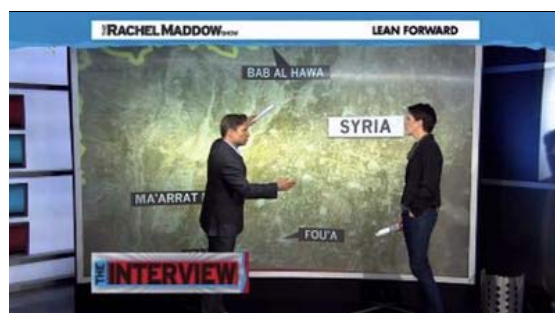 THE RACHEL MADDOW SHOW
LEAN FORWARD
BAB AL HAWA
SYRIA
MA'ARRAT
FOU'A
THE INTERVIEW